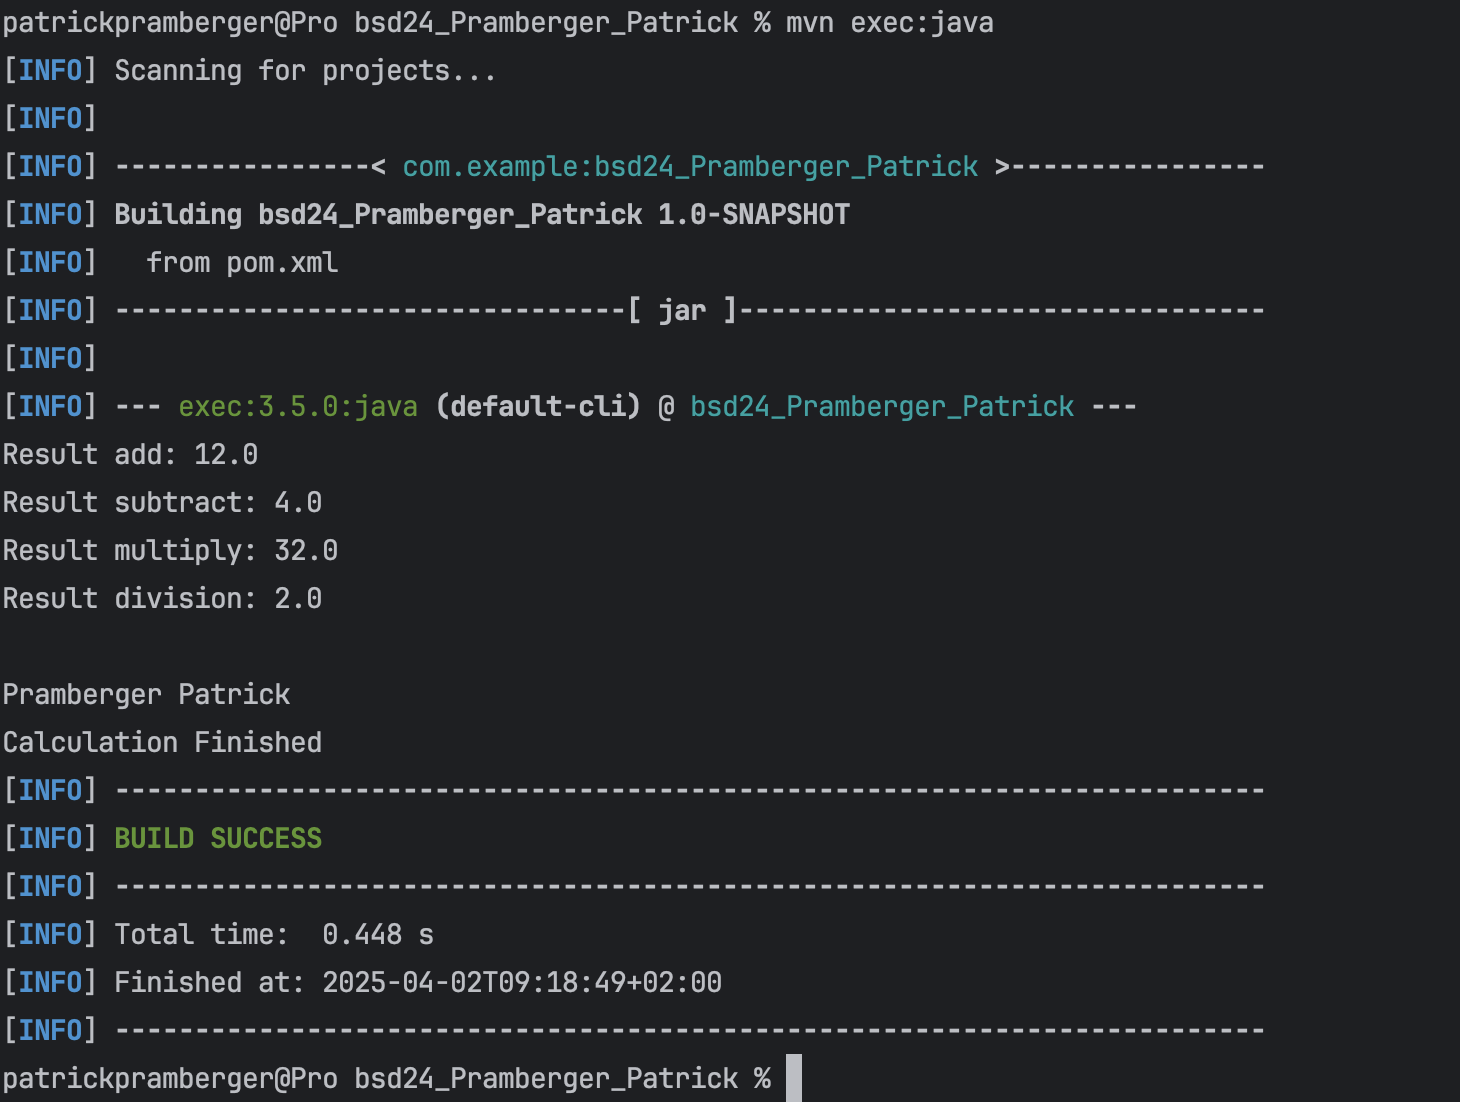 patrickpramberger@Pro bsd24_Pramberger_Patrick % mvn exec:java
[INFO] Scanning for projects...
[INFO]
[INFO] ----------------< com.example:bsd24_Pramberger_Patrick >----------------
[INFO] Building bsd24_Pramberger_Patrick 1.0-SNAPSHOT
[INFO]   from pom.xml
[INFO] --------------------------------[ jar ]---------------------------------
[INFO]
[INFO] --- exec:3.5.0:java (default-cli) @ bsd24_Pramberger_Patrick ---
Result add: 12.0
Result subtract: 4.0
Result multiply: 32.0
Result division: 2.0

Pramberger Patrick
Calculation Finished
[INFO] ------------------------------------------------------------------------
[INFO] BUILD SUCCESS
[INFO] ------------------------------------------------------------------------
[INFO] Total time:  0.448 s
[INFO] Finished at: 2025-04-02T09:18:49+02:00
[INFO] ------------------------------------------------------------------------
patrickpramberger@Pro bsd24_Pramberger_Patrick %